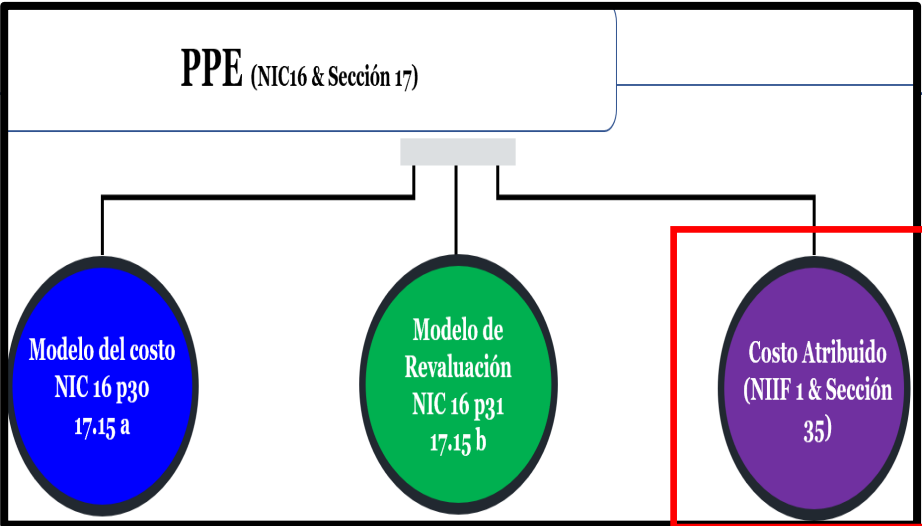 PPE (NIC16 & Sección 17)
Modelo del costo
NIC 16 p30
17.15 a
Modelo de
Revaluación
NIC 16 p31
17.15 b
Costo Atribuido
(NIIF 1 & Sección
35)